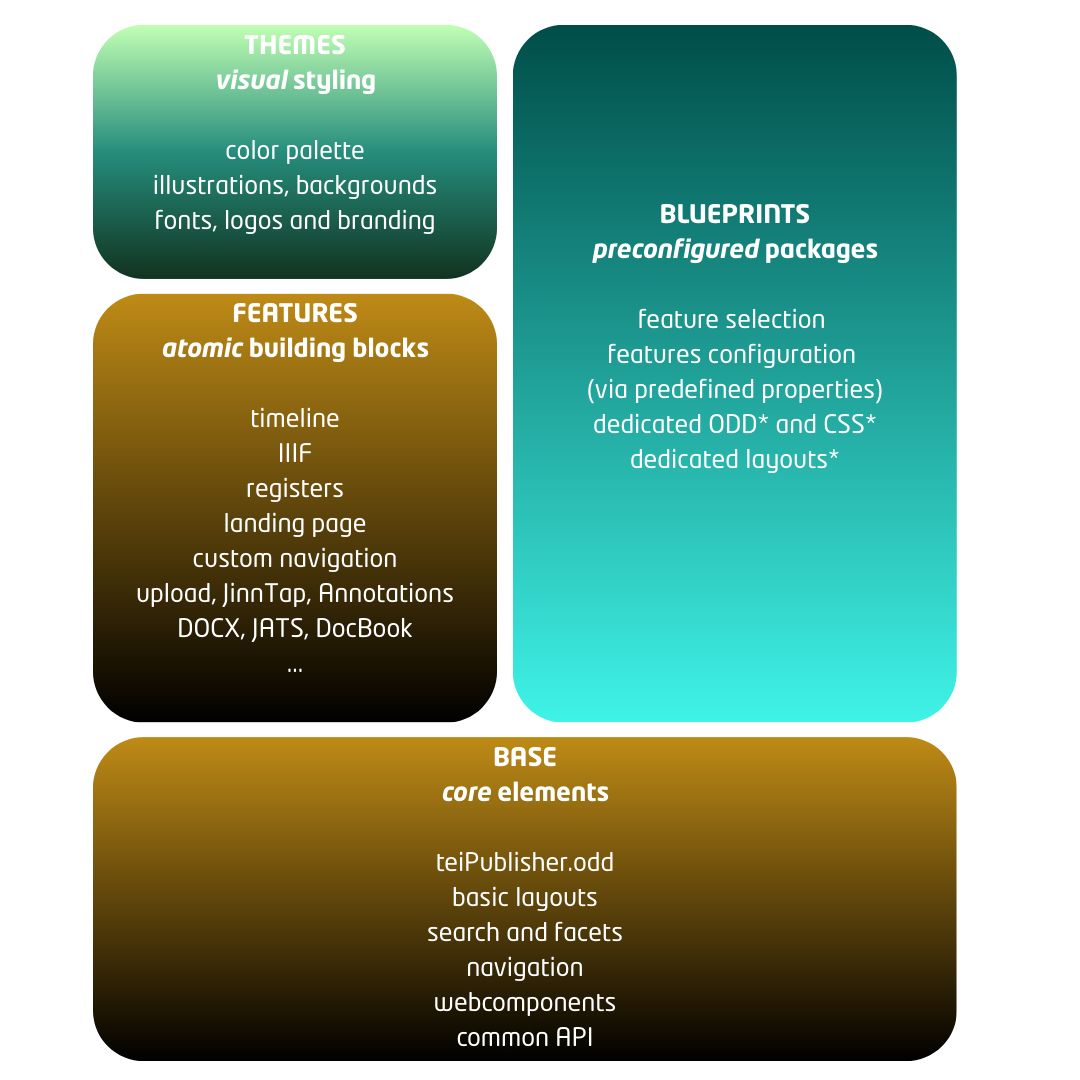 THEMES
visual styling
color palette
illustrations, backgrounds
fonts, logos and branding
FEATURES
atomic building blocks
timeline
IIIF
registers
landing page
custom navigation
upload, JinnTap, Annotations
DOCX, JATS, DocBook
...
BLUEPRINTS
preconfigured packages
feature selection
features configuration
(via predefined properties)
dedicated ODD* and CSS*
dedicated layouts*
BASE
core elements
teiPublisher.odd
basic layouts
search and facets
navigation
webcomponents
common API